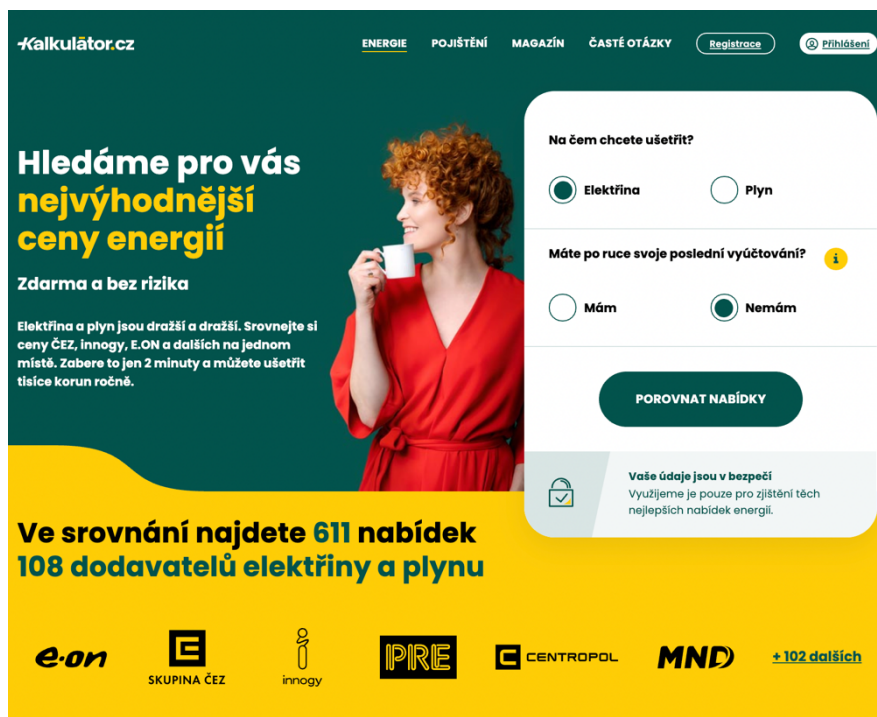 Kalkulátor.cz
ENERGIE POJIŠTĚNÍ MAGAZÍN ČASTÉ OTÁZKY Registrace Přihlášení
Hledáme pro vás
nejvýhodnější
ceny energií
Zdarma a bez rizika
Elektřina a plyn jsou dražší a dražší. Srovnejte si
ceny ČEZ, innogy, E.ON a dalších na jednom
místě. Zabere to jen 2 minuty a můžete ušetřit
tisíce korun ročně.
Na čem chcete ušetřit?
Elektřina Plyn
Máte po ruce svoje poslední vyúčtování? i
Mám Nemám
POROVNAT NABÍDKY
Vaše údaje jsou v bezpečí
Využijeme je pouze pro zjištění těch
nejlepších nabídek energií.
Ve srovnání najdete 611 nabídek
108 dodavatelů elektřiny a plynu
e·on SKUPINA ČEZ innogy PRE CENTROPOL MND + 102 dalších